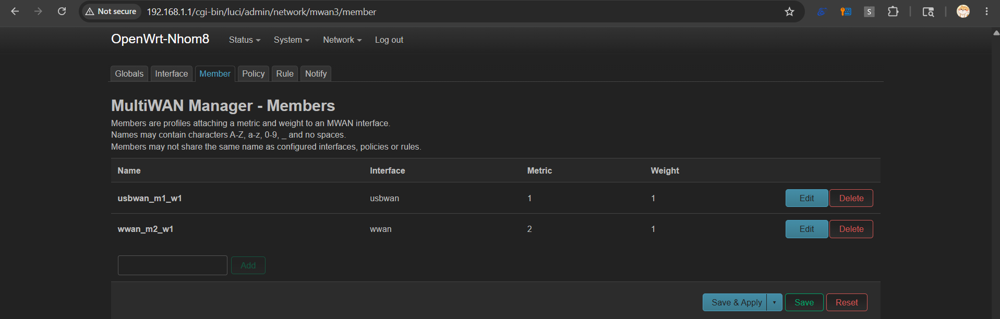 Not secure 192.168.1.1/cgi-bin/luci/admin/network/mwan3/member S
OpenWrt-Nhom8 Status System Network Log out
Globals Interface Member Policy Rule Notify
MultiWAN Manager - Members
Members are profiles attaching a metric and weight to an MWAN interface.
Names may contain characters A-Z, a-z, 0-9, _ and no spaces.
Members may not share the same name as configured interfaces, policies or rules.
Name Interface Metric Weight
usbwan_m1_w1 usbwan 1 1 Edit Delete
wwan_m2_w1 wwan 2 1 Edit Delete
Add
Save & Apply Save Reset